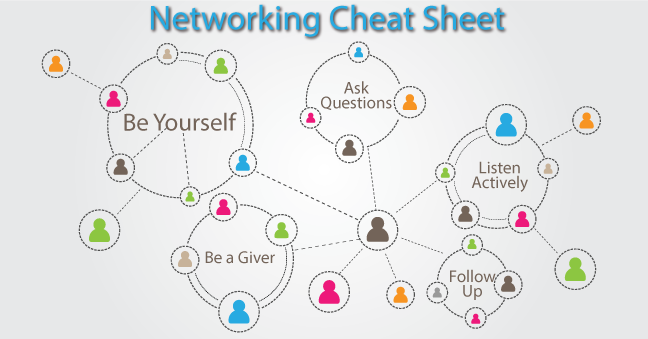 Networking Cheat Sheet
Be Yourself
Ask
Questions
Listen
Actively
Be a Giver
Follow
Up